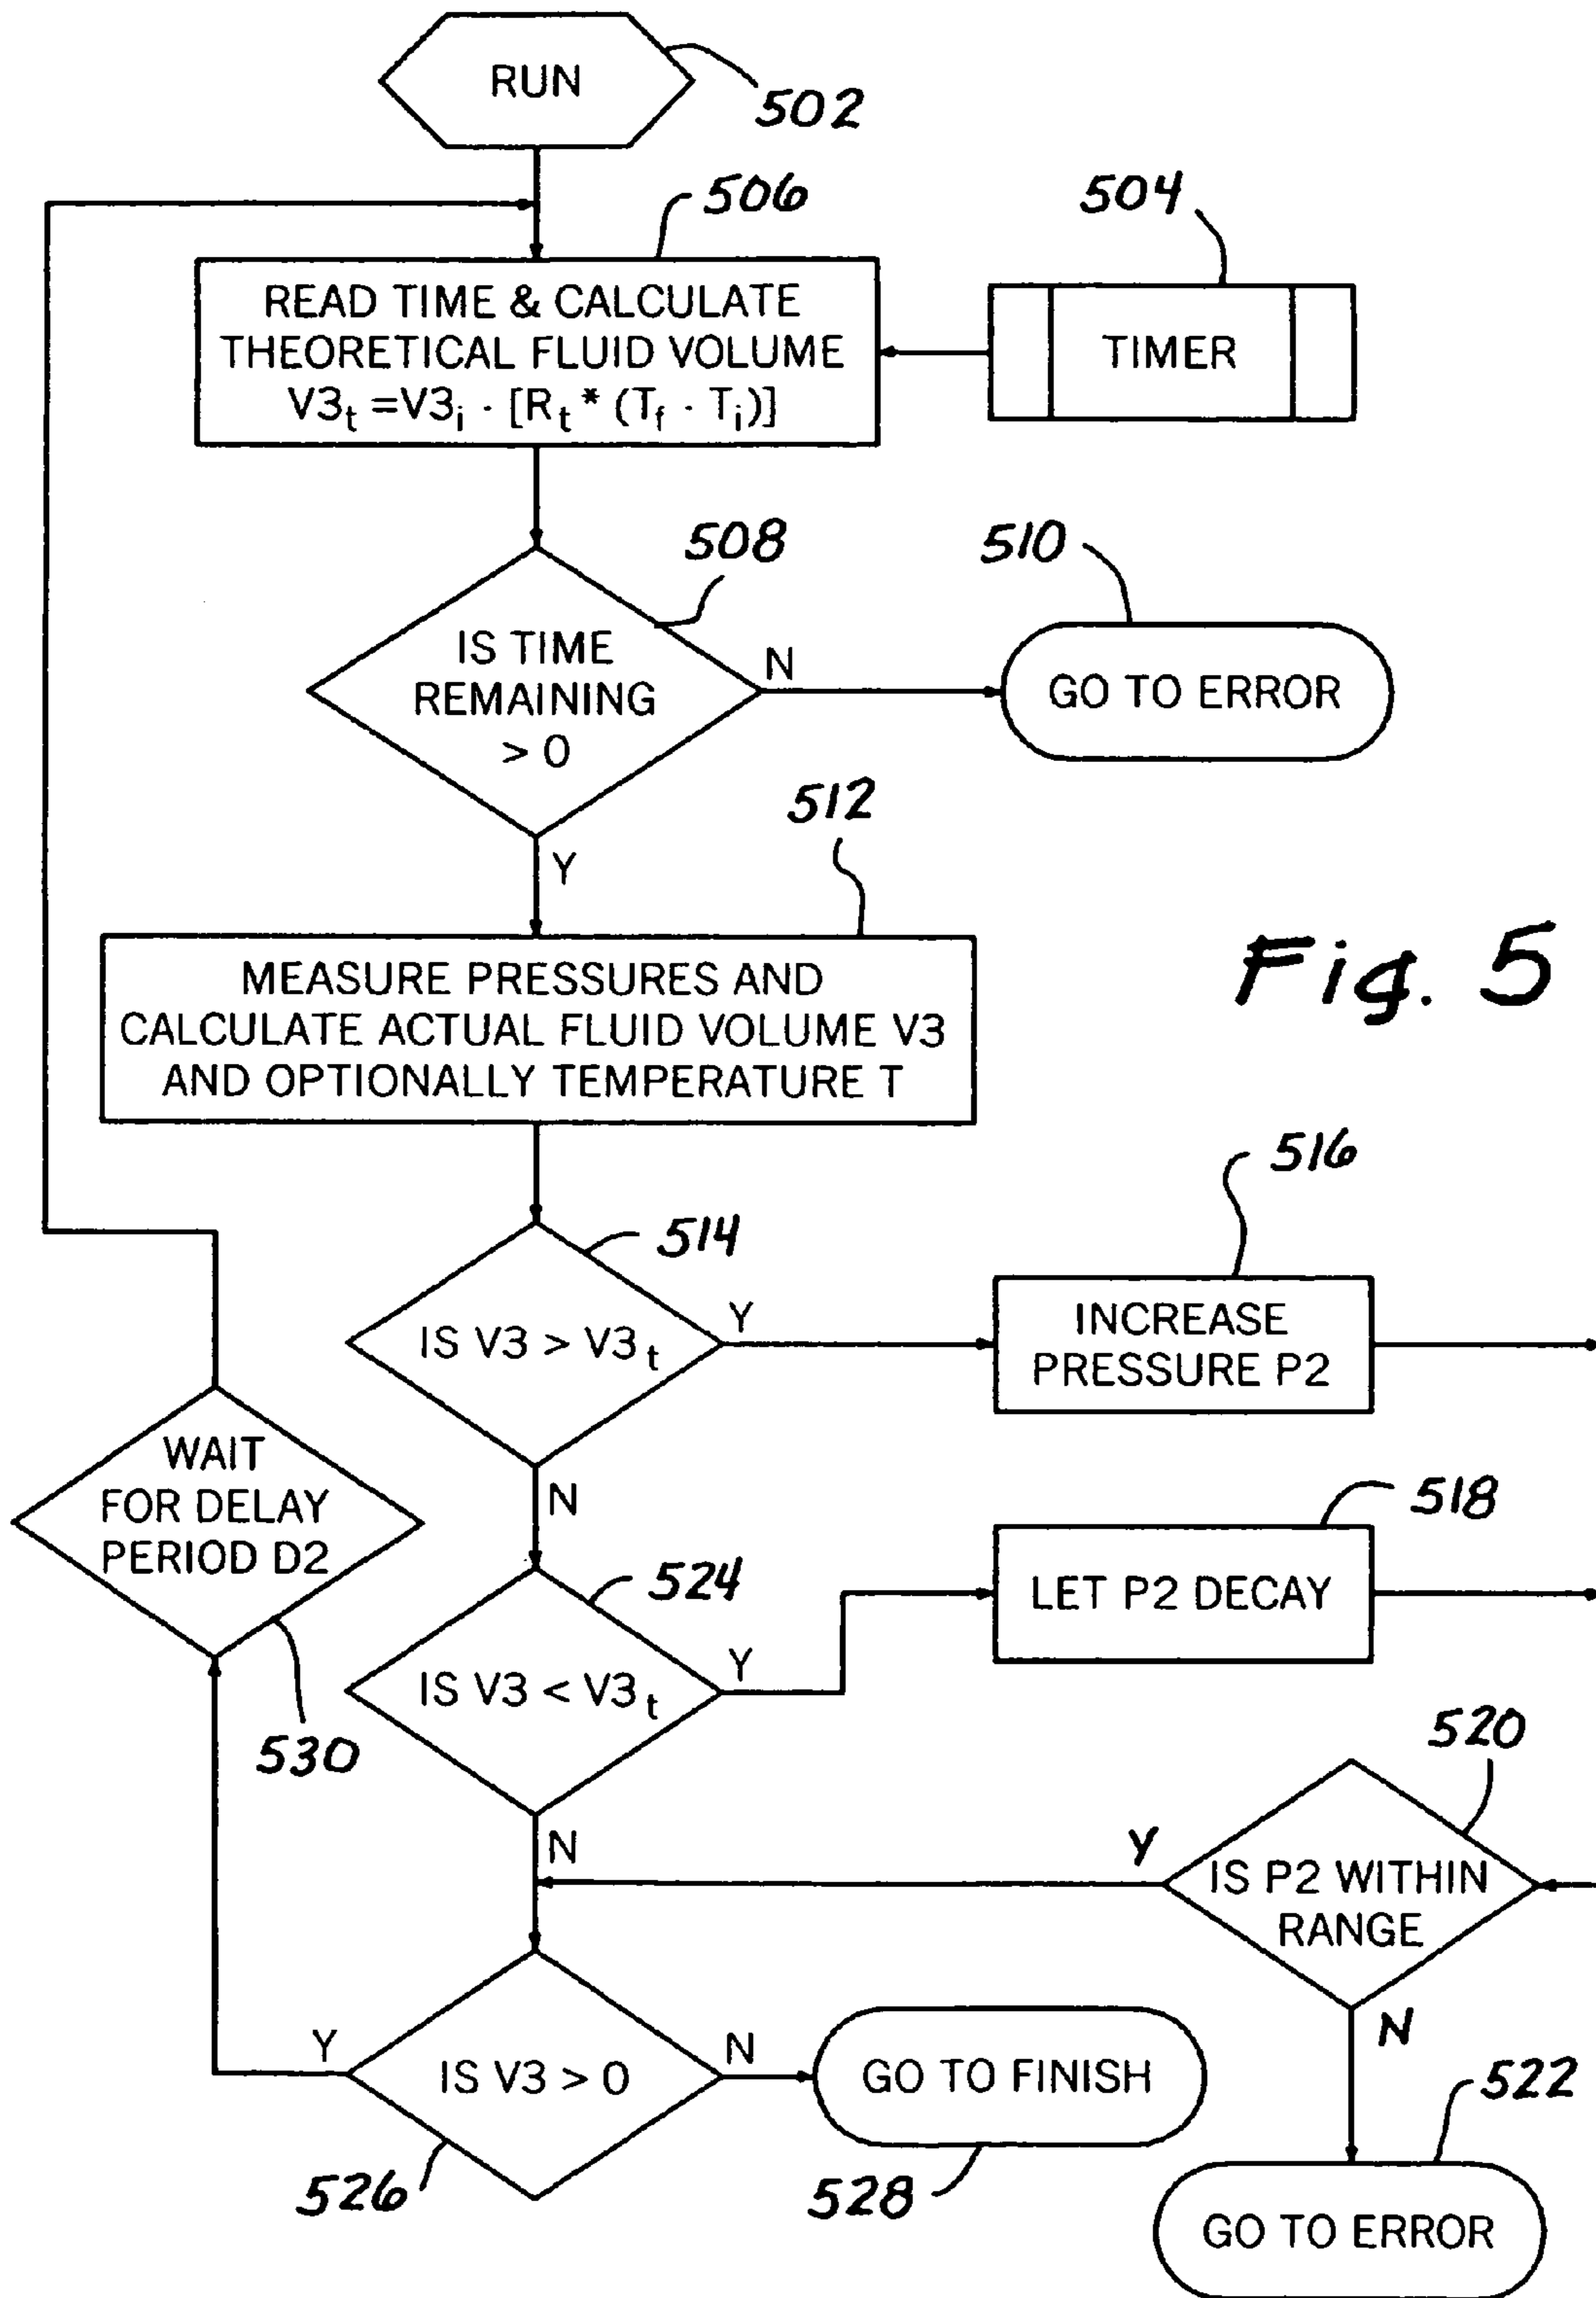 RUN
502
506
504
READ TIME & CALCULATE
THEORETICAL FLUID VOLUME
V3t =V3i - [Rt * (Tf - Ti)]
TIMER
508
510
IS TIME
REMAINING
> 0
N
GO TO ERROR
Y
512
MEASURE PRESSURES AND
CALCULATE ACTUAL FLUID VOLUME V3
AND OPTIONALLY TEMPERATURE T
Fig. 5
514
516
IS V3 > V3t
Y
INCREASE
PRESSURE P2
N
WAIT
FOR DELAY
PERIOD D2
530
518
524
LET P2 DECAY
IS V3 < V3t
Y
520
N
Y
IS P2 WITHIN
RANGE
N
Y
IS V3 > 0
N
GO TO FINISH
526
528
522
GO TO ERROR